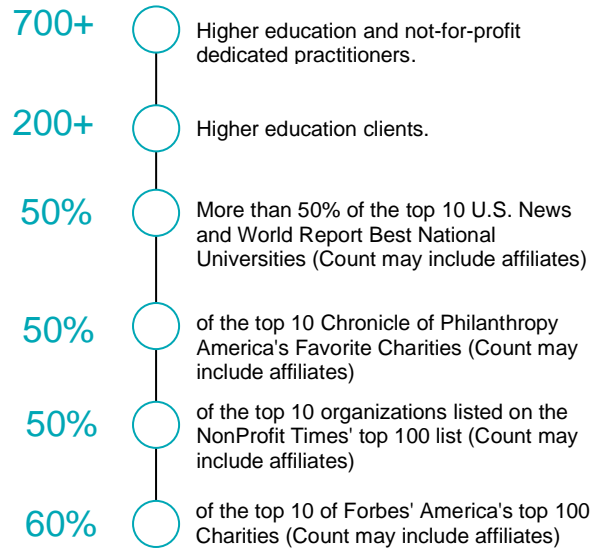 700+
Higher education and not-for-profit
dedicated practitioners.
200+
Higher education clients.
50%
More than 50% of the top 10 U.S. News
and World Report Best National
Universities (Count may include affiliates)
50%
of the top 10 Chronicle of Philanthropy
America's Favorite Charities (Count may
include affiliates)
50%
of the top 10 organizations listed on the
NonProfit Times' top 100 list (Count may
include affiliates)
60%
of the top 10 of Forbes' America's top 100
Charities (Count may include affiliates)